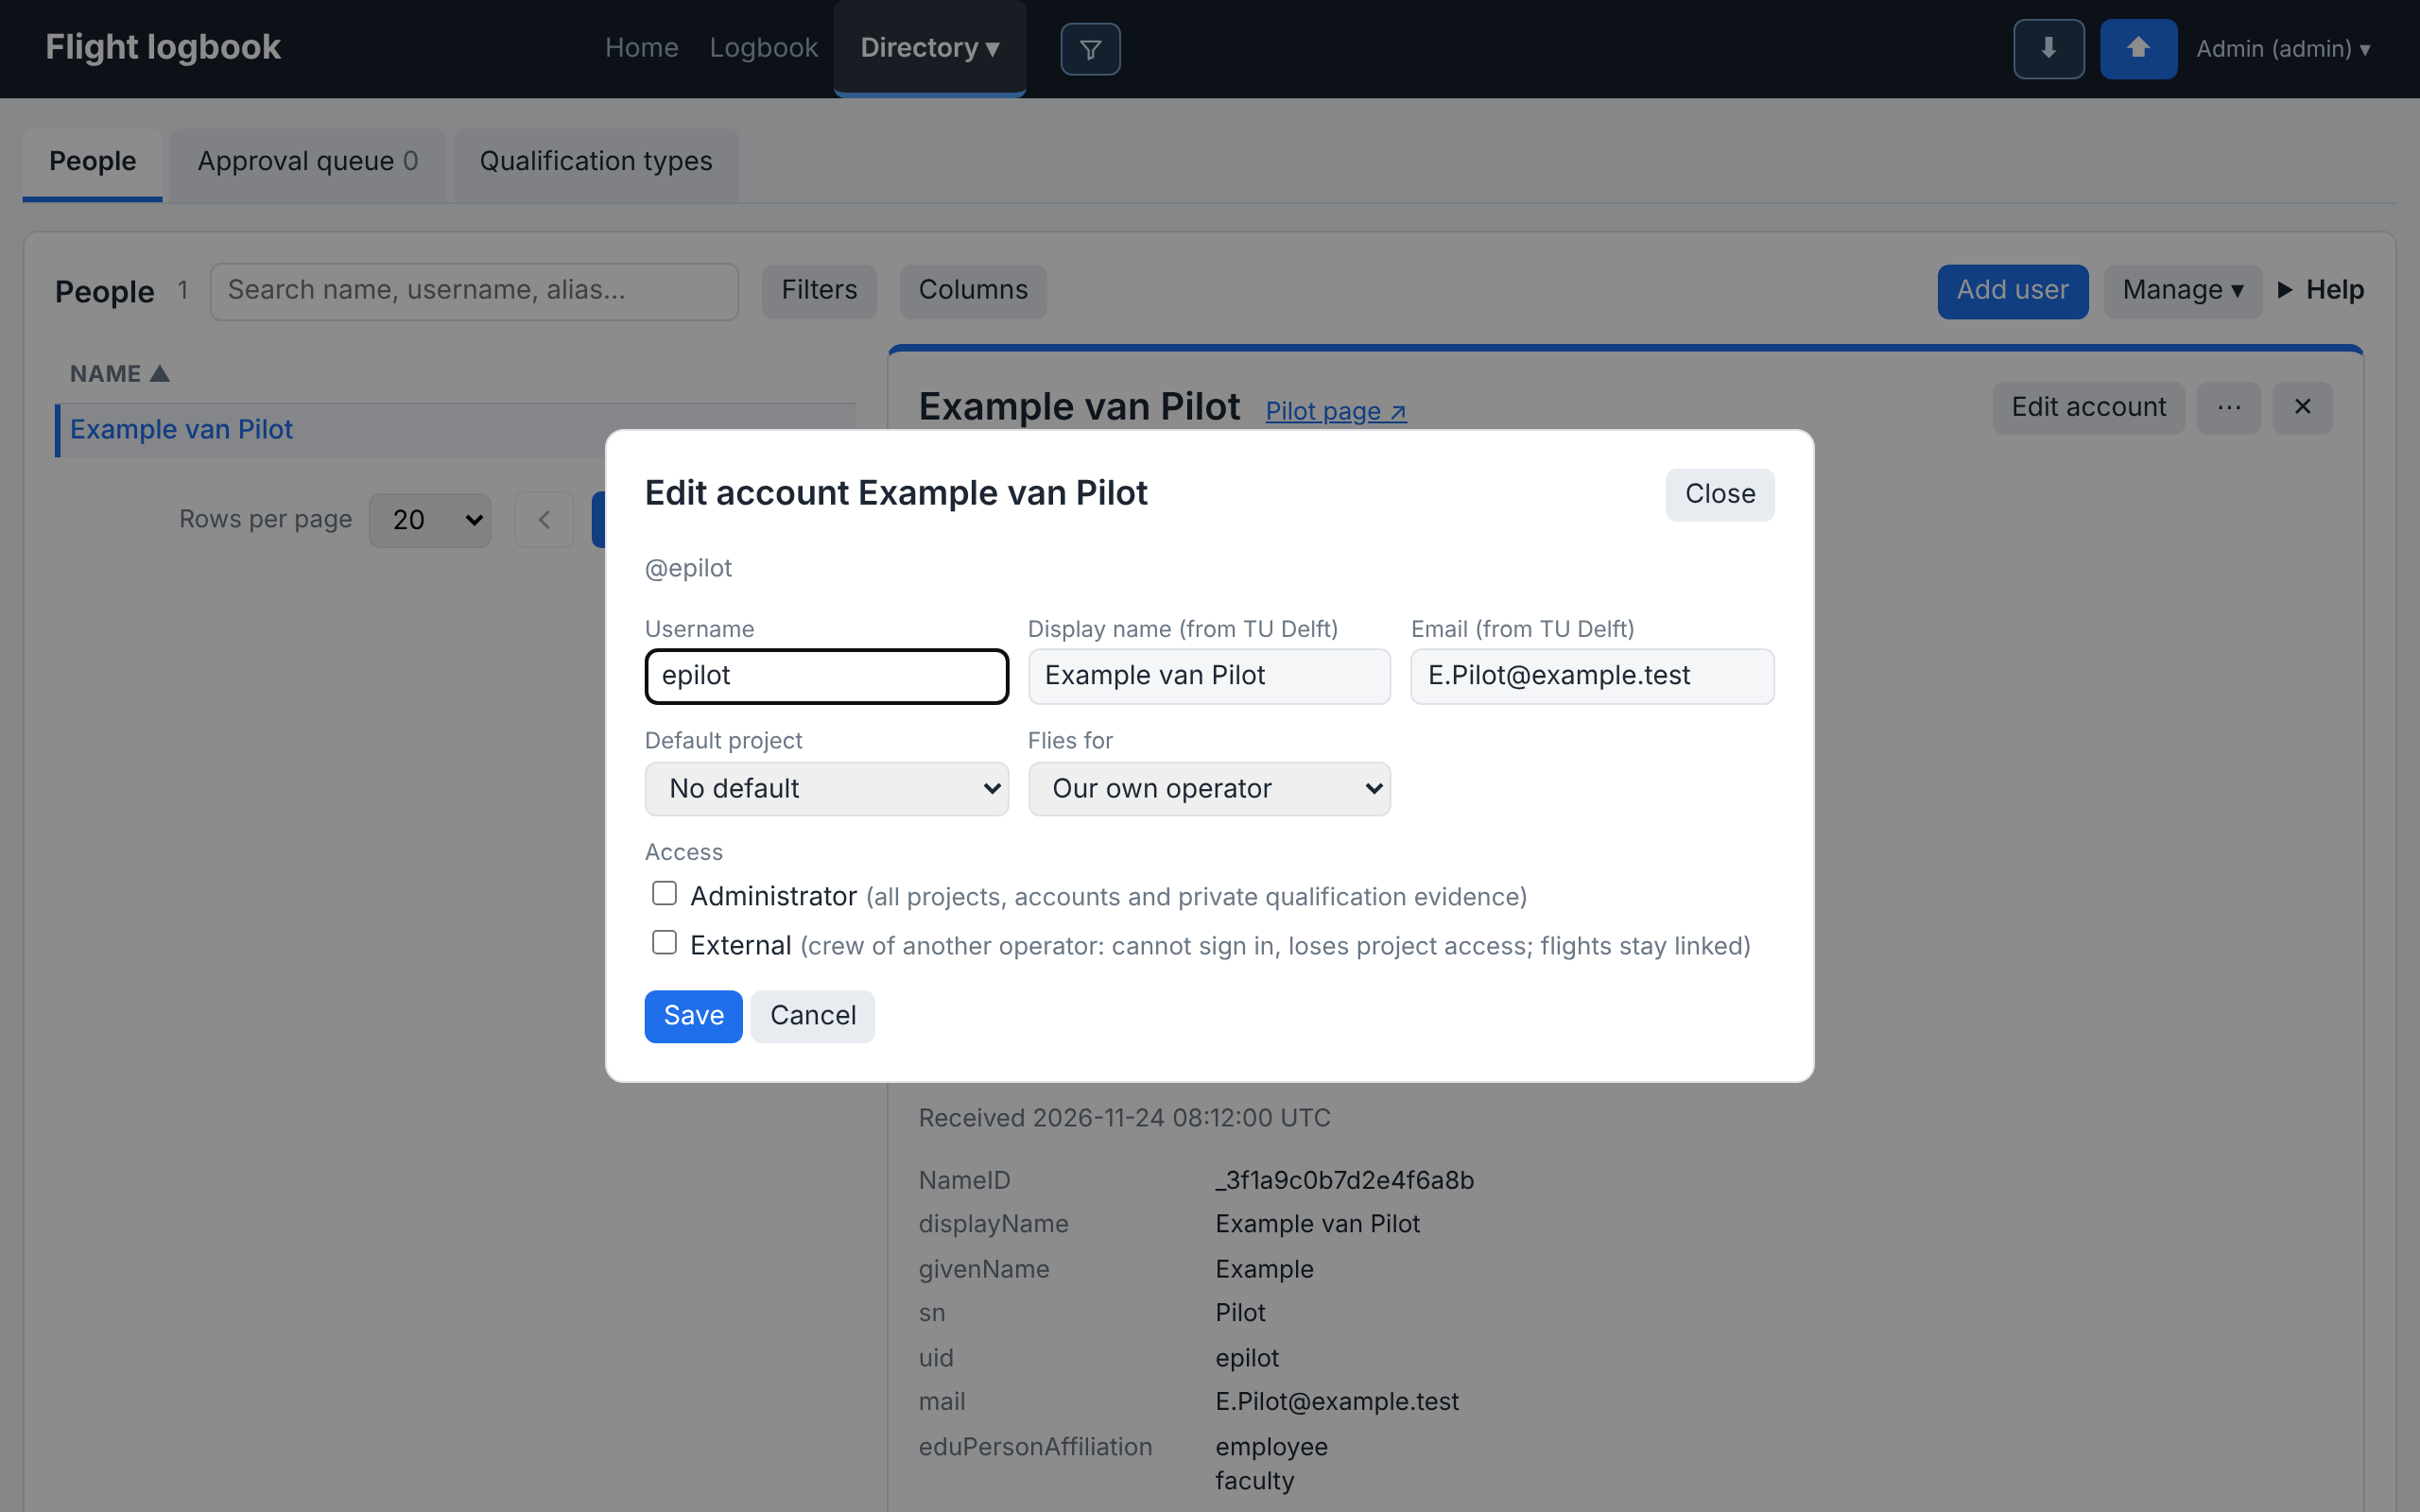 Flight logbook
Home Logbook Directory ▾
Admin (admin) ▾
People Approval queue 0 Qualification types
People 1 Search name, username, alias... Filters Columns Add user Manage ▾ ▶ Help
NAME ▲
Example van Pilot
Rows per page 20
Example van Pilot Pilot page ↗ Edit account ⋯ ✕
Edit account Example van Pilot Close
@epilot
Username Display name (from TU Delft) Email (from TU Delft)
epilot Example van Pilot E.Pilot@example.test
Default project Flies for
No default Our own operator
Access
Administrator (all projects, accounts and private qualification evidence)
External (crew of another operator: cannot sign in, loses project access; flights stay linked)
Save Cancel
Received 2026-11-24 08:12:00 UTC
NameID _3f1a9c0b7d2e4f6a8b
displayName Example van Pilot
givenName Example
sn Pilot
uid epilot
mail E.Pilot@example.test
eduPersonAffiliation employee
faculty